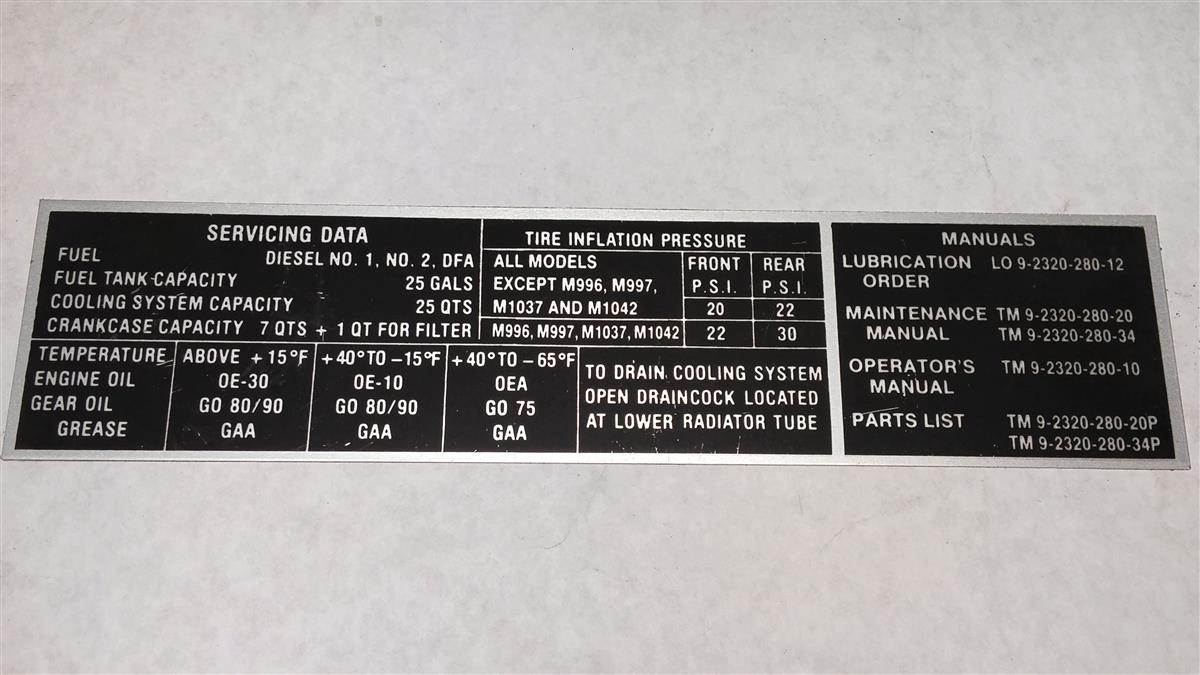 SERVICING DATA
FUEL DIESEL NO. 1, NO. 2, DFA
FUEL TANK CAPACITY 25 GALS
COOLING SYSTEM CAPACITY 25 QTS
CRANKCASE CAPACITY 7 QTS + 1 QT FOR FILTER
TIRE INFLATION PRESSURE
ALL MODELS FRONT REAR
EXCEPT M996, M997, P.S.I. P.S.I.
M1037 AND M1042 20 22
M996, M997, M1037, M1042 22 30
TEMPERATURE ABOVE +15°F +40°TO -15°F +40°TO -65°F
ENGINE OIL OE-30 OE-10 OEA
GEAR OIL GO 80/90 GO 80/90 GO 75
GREASE GAA GAA GAA
TO DRAIN COOLING SYSTEM
OPEN DRAINCOCK LOCATED
AT LOWER RADIATOR TUBE
MANUALS
LUBRICATION LO 9-2320-280-12
ORDER
MAINTENANCE TM 9-2320-280-20
MANUAL TM 9-2320-280-34
OPERATOR'S TM 9-2320-280-10
MANUAL
PARTS LIST TM 9-2320-280-20P
TM 9-2320-280-34P